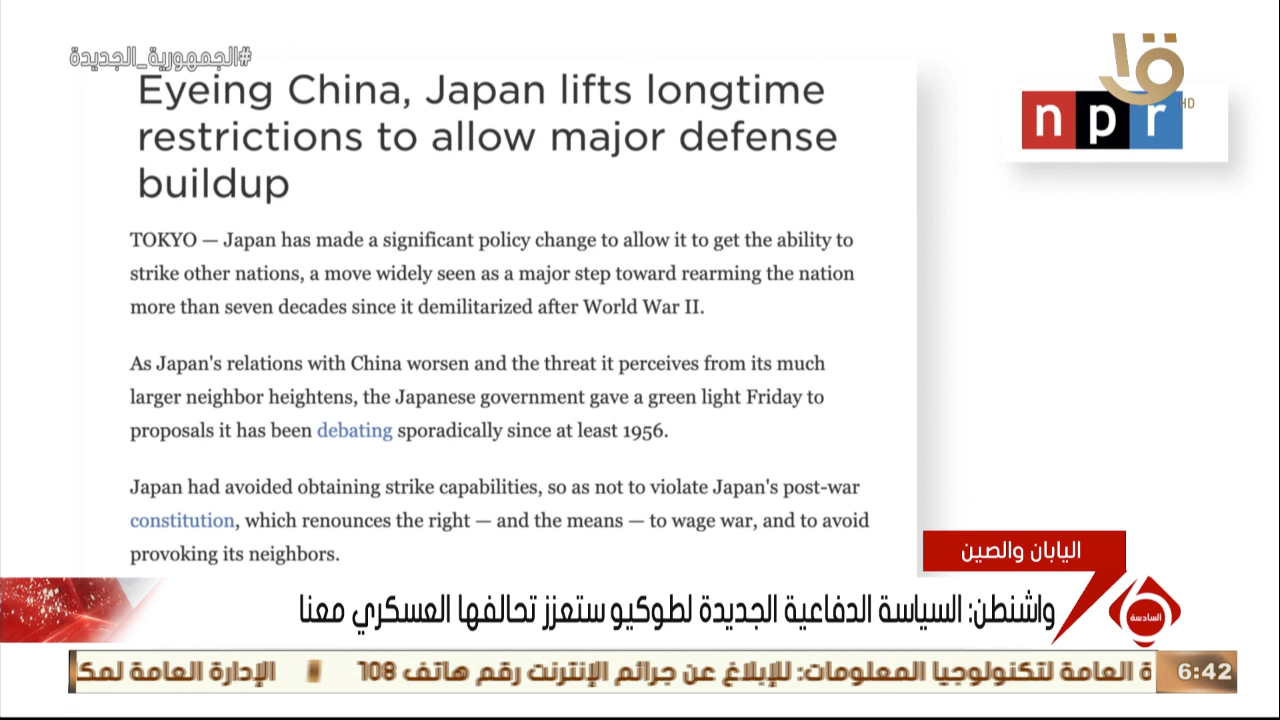 #الجمهورية_الجديدة
Eyeing China, Japan lifts longtime
restrictions to allow major defense
buildup
npr
HD
TOKYO — Japan has made a significant policy change to allow it to get the ability to
strike other nations, a move widely seen as a major step toward rearming the nation
more than seven decades since it demilitarized after World War II.
As Japan's relations with China worsen and the threat it perceives from its much
larger neighbor heightens, the Japanese government gave a green light Friday to
proposals it has been debating sporadically since at least 1956.
Japan had avoided obtaining strike capabilities, so as not to violate Japan's post-war
constitution, which renounces the right — and the means — to wage war, and to avoid
provoking its neighbors.
اليابان والصين
واشنطن: السياسة الدفاعية الجديدة لطوكيو ستعزز تحالفها العسكري معنا
السادسة
ة العامة لتكنولوجيا المعلومات: للإبلاغ عن جرائم الإنترنت رقم هاتف 108 الإدارة العامة لمك
6:42